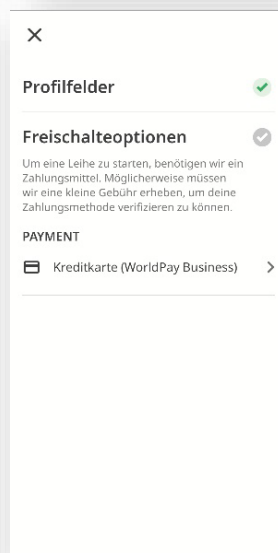 Profilfelder
Freischalteoptionen
Um eine Leihe zu starten, benötigen wir ein
Zahlungsmittel. Möglicherweise müssen
wir eine kleine Gebühr erheben, um deine
Zahlungsmethode verifizieren zu können.
PAYMENT
Kreditkarte (WorldPay Business)